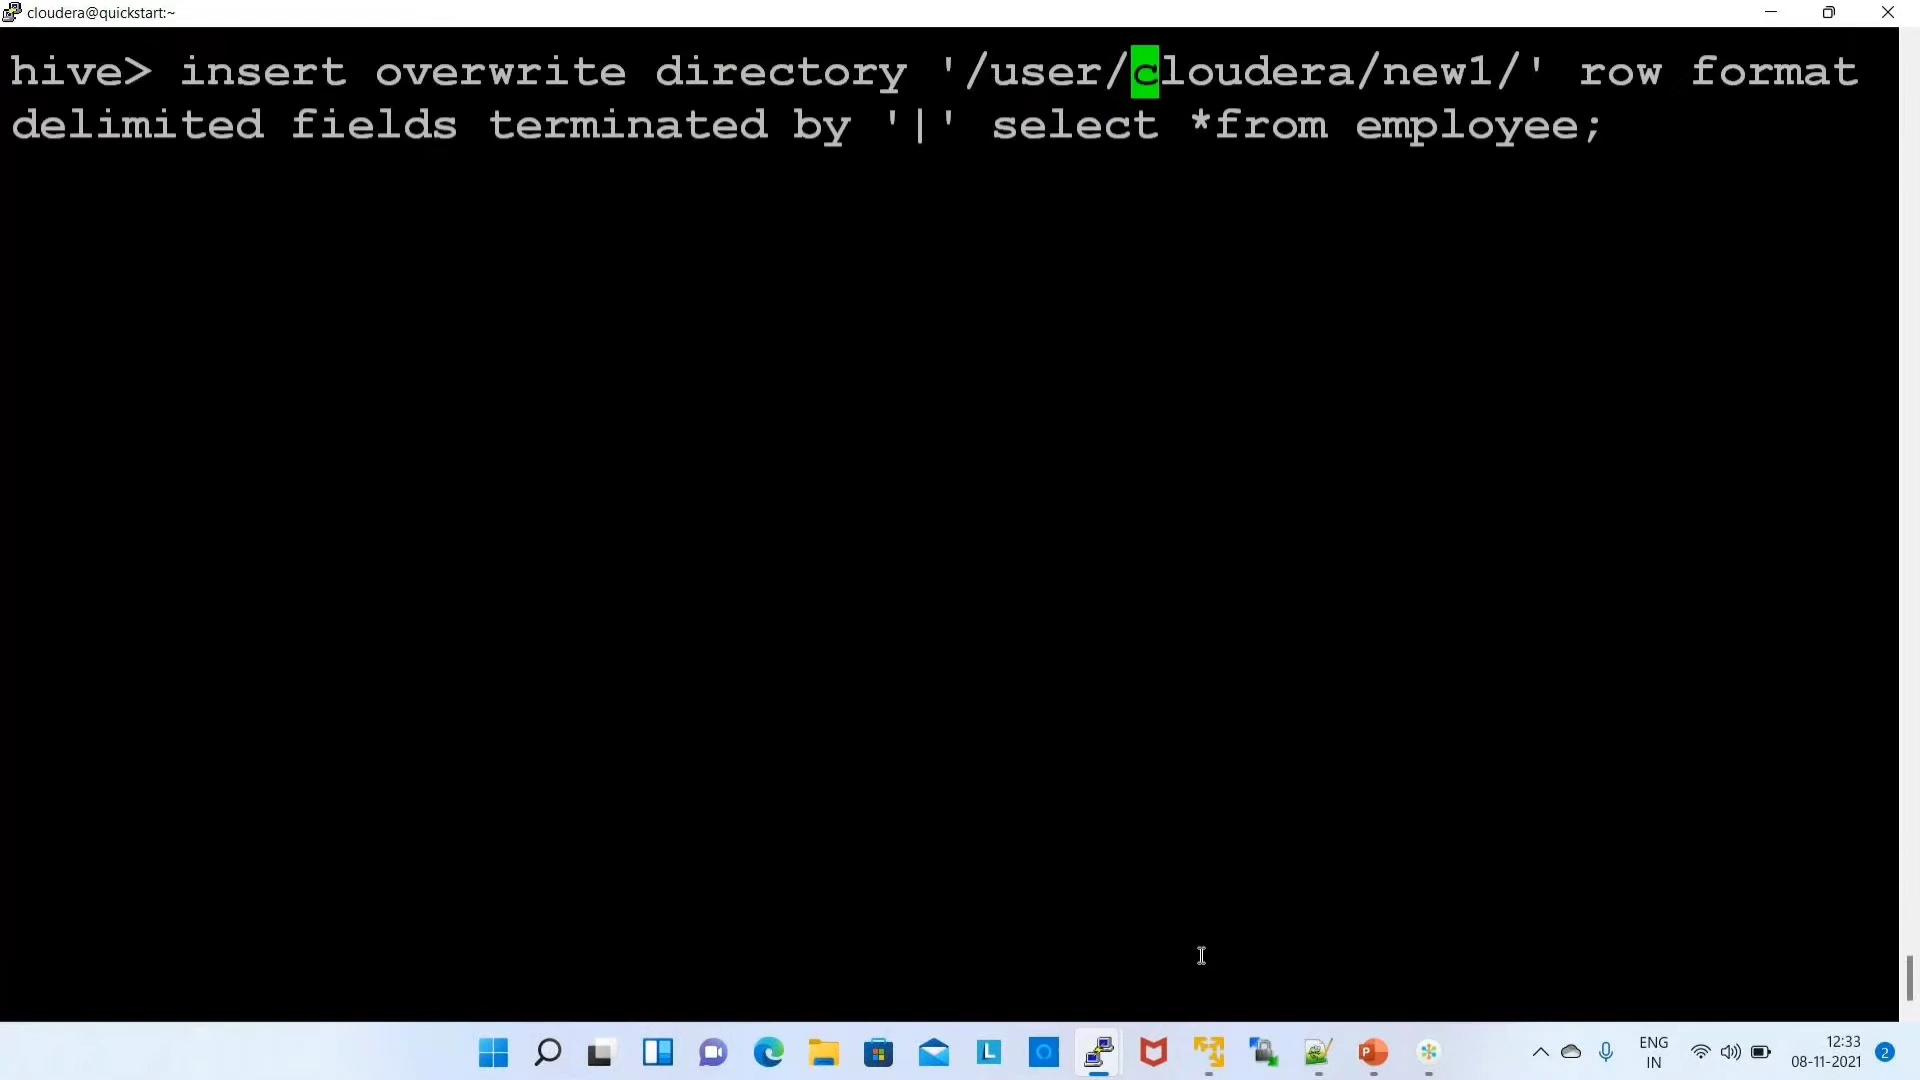 cloudera@quickstart:~
hive> insert overwrite directory '/user/cloudera/new1/' row format
delimited fields terminated by '|' select *from employee;
ENG
IN
12:33
08-11-2021
2